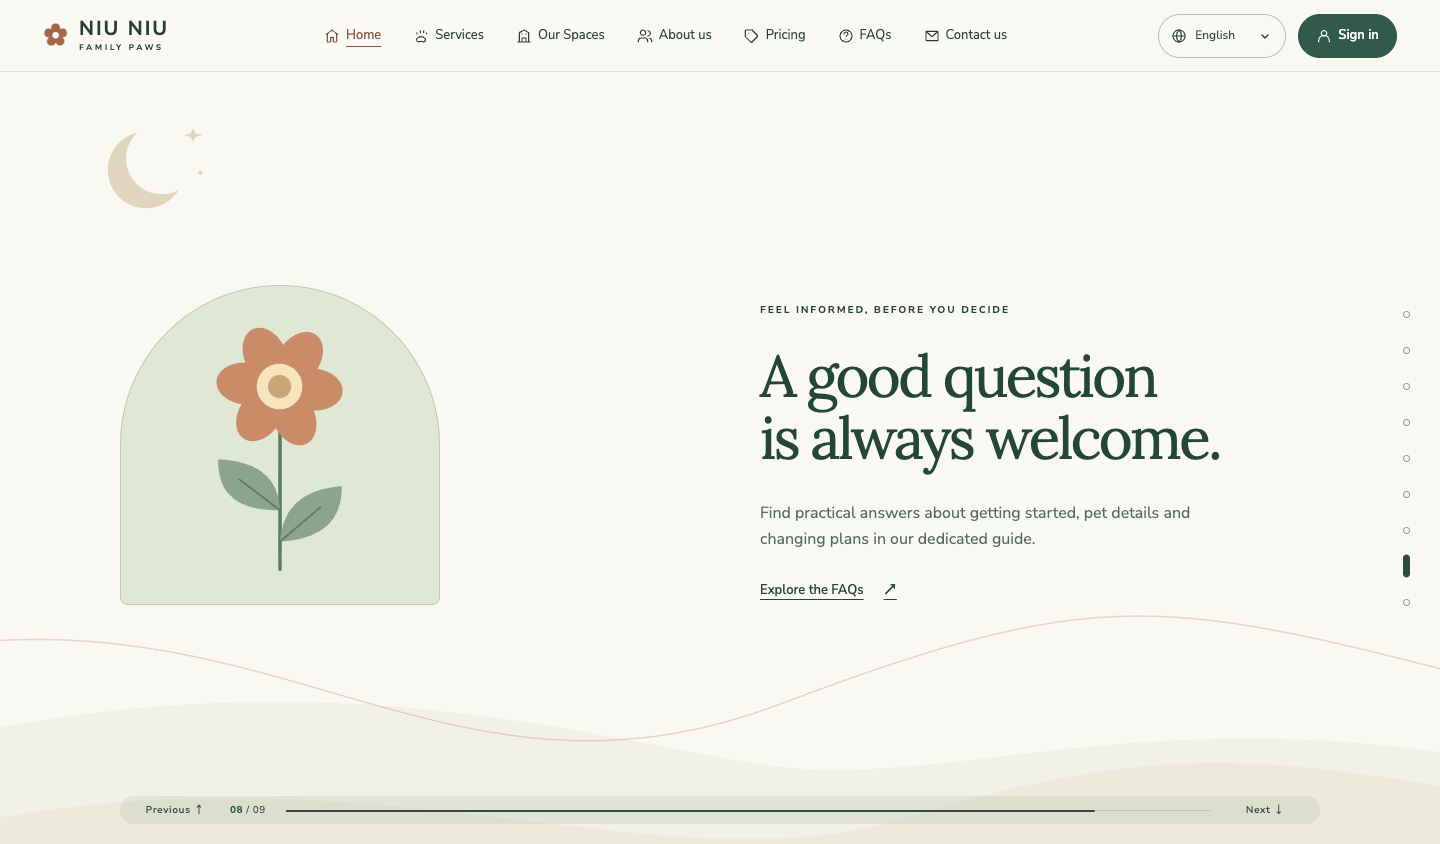 NIU NIU
FAMILY PAWS
Home
Services
Our Spaces
About us
Pricing
FAQs
Contact us
English
Sign in
FEEL INFORMED, BEFORE YOU DECIDE
A good question
is always welcome.
Find practical answers about getting started, pet details and
changing plans in our dedicated guide.
Explore the FAQs ↗
Previous ↑
08 / 09
Next ↓